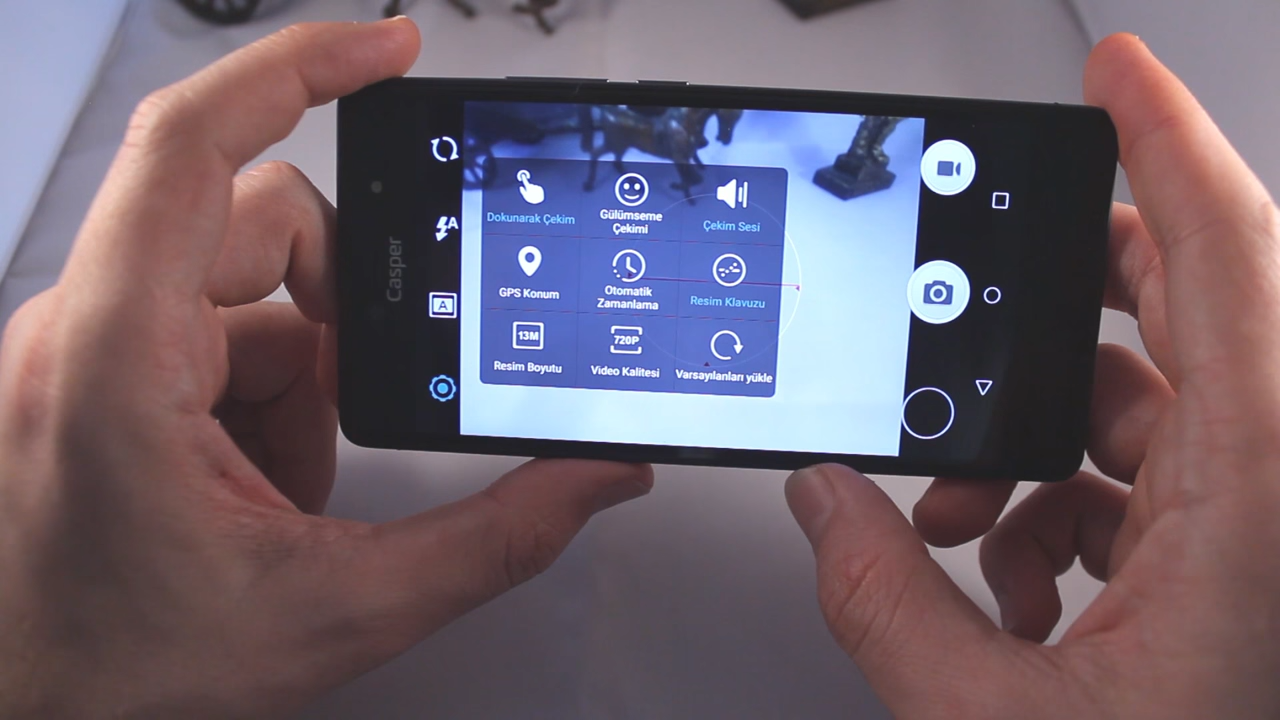 Casper
A
A
Dokunarak Çekim
Gülümseme
Çekimi
Çekim Sesi
GPS Konum
Otomatik
Zamanlama
Resim Klavuzu
13M
Resim Boyutu
720P
Video Kalitesi
Varsayılanları yükle